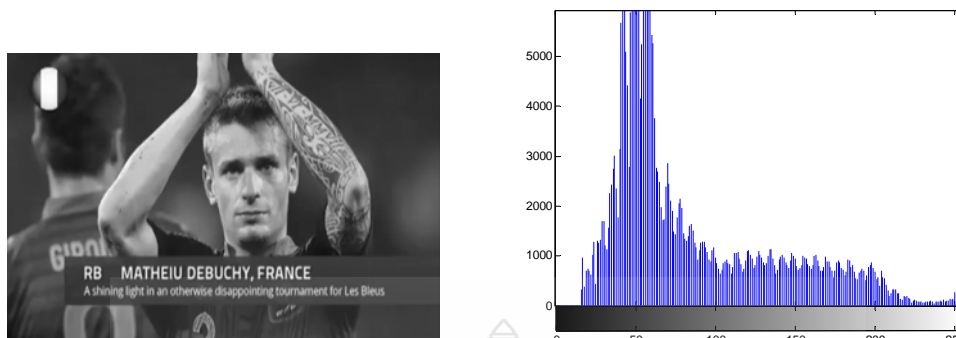 RB MATHEIU DEBUCHY, FRANCE
A shining light in an otherwise disappointing tournament for Les Bleus
2
5000
4000
3000
2000
1000
0
0 50 100 150 200